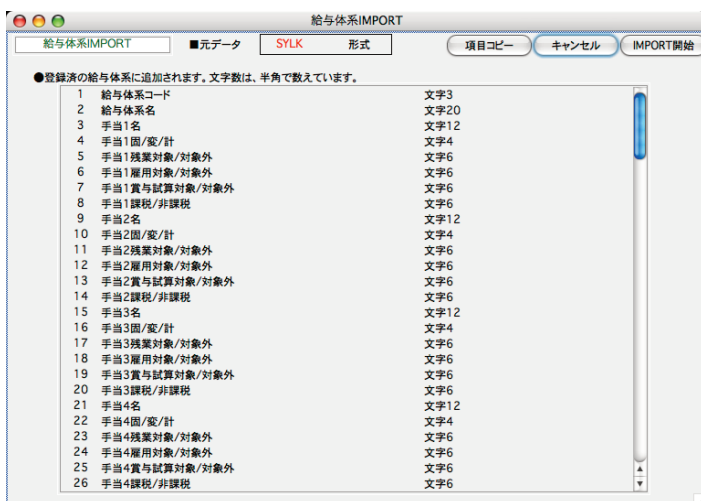 給与体系IMPORT
給与体系IMPORT ■元データ SYLK 形式 項目コピー キャンセル IMPORT開始
●登録済の給与体系に追加されます。文字数は、半角で数えています。
1 給与体系コード 文字3
2 給与体系名 文字20
3 手当1名 文字12
4 手当1固/変/計 文字4
5 手当1残業対象/対象外 文字6
6 手当1雇用対象/対象外 文字6
7 手当1賞与試算対象/対象外 文字6
8 手当1課税/非課税 文字6
9 手当2名 文字12
10 手当2固/変/計 文字4
11 手当2残業対象/対象外 文字6
12 手当2雇用対象/対象外 文字6
13 手当2賞与試算対象/対象外 文字6
14 手当2課税/非課税 文字6
15 手当3名 文字12
16 手当3固/変/計 文字4
17 手当3残業対象/対象外 文字6
18 手当3雇用対象/対象外 文字6
19 手当3賞与試算対象/対象外 文字6
20 手当3課税/非課税 文字6
21 手当4名 文字12
22 手当4固/変/計 文字4
23 手当4残業対象/対象外 文字6
24 手当4雇用対象/対象外 文字6
25 手当4賞与試算対象/対象外 文字6
26 手当4課税/非課税 文字6